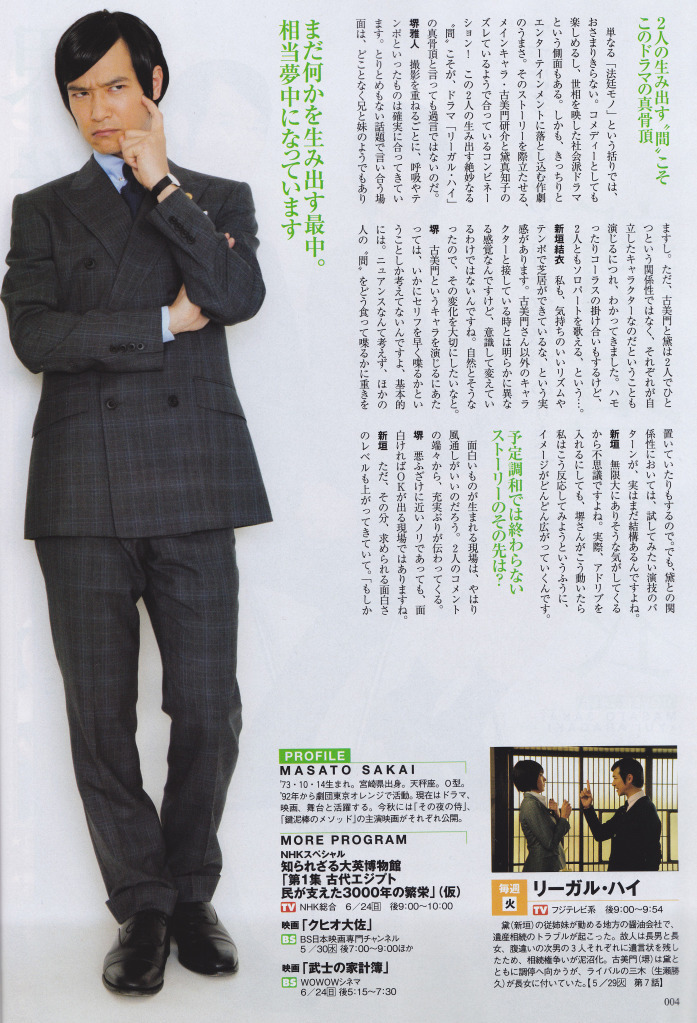 2人の生み出す〝間〟こそ
このドラマの真骨頂
単なる「法廷モノ」という括りでは、
おさまりきらない。コメディーとしても
楽しめるし、世相を映した社会派ドラマ
という側面もある。しかも、きっちりと
エンターテインメントに落とし込む作劇
のうまさ。そのストーリーを際立たせる、
メインキャラ・古美門研介と黛真知子の
ズレているようで合っているコンビネー
ション！　この2人の生み出す絶妙なる
〝間〟こそが、ドラマ「リーガル・ハイ」
の真骨頂と言っても過言ではないのだ。
堺雅人　撮影を重ねるごとに、呼吸やテ
ンポといったものは確実に合ってきてい
ます。とりとめもない話題で言い合う場
面は、どことなく兄と妹のようでもあり
まだ何かを生み出す最中。
相当夢中になっています
ますし。ただ、古美門と黛は2人でひと
つという関係性ではなく、それぞれが自
立したキャラクターなのだということも
演じるにつれ、わかってきました。ハモ
ったりコーラスの掛け合いもするけど、
2人ともソロパートを歌える、という…。
新垣結衣　私も、気持ちのいいリズムや
テンポで芝居ができているな、という実
感があります。古美門さん以外のキャラ
クターと接している時とは明らかに異な
る感覚なんですけど、意識して変えてい
るわけではないんですね。自然とそうな
ったので、その変化を大切にしたいなと。
堺　古美門というキャラを演じるにあた
っては、いかにセリフを早く喋るかとい
うことしか考えてないんですよ、基本的
には。ニュアンスなんて考えず、ほかの
人の〝間〟をどう食って喋るかに重きを
置いていたりもするので。でも、黛との関
係性においては、試してみたい演技のパ
ターンが、実はまだ結構あるんですよね。
新垣　無限大にありそうな気がしてくる
から不思議ですよね。実際、アドリブを
入れるにしても、堺さんがこう動いたら
私はこう反応してみようというふうに、
イメージがどんどん広がっていくんです。
予定調和では終わらない
ストーリーのその先は？
面白いものが生まれる現場は、やはり
風通しがいいのだろう。2人のコメント
の端々から、充実ぶりが伝わってくる。
堺　悪ふざけに近いノリであっても、面
白ければOKが出る現場ではありますね。
新垣　ただ、その分、求められる面白さ
のレベルも上がってきていて。「もしか
PROFILE
MASATO SAKAI
'73・10・14生まれ。宮崎県出身。天秤座。O型。
'92年から劇団東京オレンジで活動。現在はドラマ、
映画、舞台と活躍する。今秋には「その夜の侍」、
「鍵泥棒のメソッド」の主演映画がそれぞれ公開。
MORE PROGRAM
NHKスペシャル
知られざる大英博物館
「第1集 古代エジプト
民が支えた3000年の繁栄」(仮)
TV NHK総合　6／24日　後9:00〜10:00
映画「クヒオ大佐」
BS BS日本映画専門チャンネル
5／30水 後7:00〜9:00ほか
映画「武士の家計簿」
BS WOWOWシネマ
6／24日 後5:15〜7:30
毎週
火
リーガル・ハイ
TV フジテレビ系　後9:00〜9:54
黛(新垣)の従姉妹が勤める地方の醤油会社で、
遺産相続のトラブルが起こった。故人は長男と長
女、腹違いの次男の3人それぞれに遺言状を残し
たため、相続権争いが泥沼化。古美門(堺)は黛と
ともに調停へ向かうが、ライバルの三木(生瀬勝
久)が長女に付いていた。【5／29火　第7話】
004